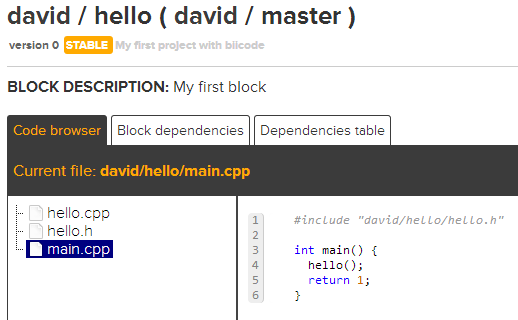 david / hello ( david / master )
version 0 STABLE My first project with biicode
BLOCK DESCRIPTION: My first block
Code browser Block dependencies Dependencies table
Current file: david/hello/main.cpp
hello.cpp
hello.h
main.cpp
1 #include "david/hello/hello.h"
2
3 int main() {
4 hello();
5 return 1;
6 }